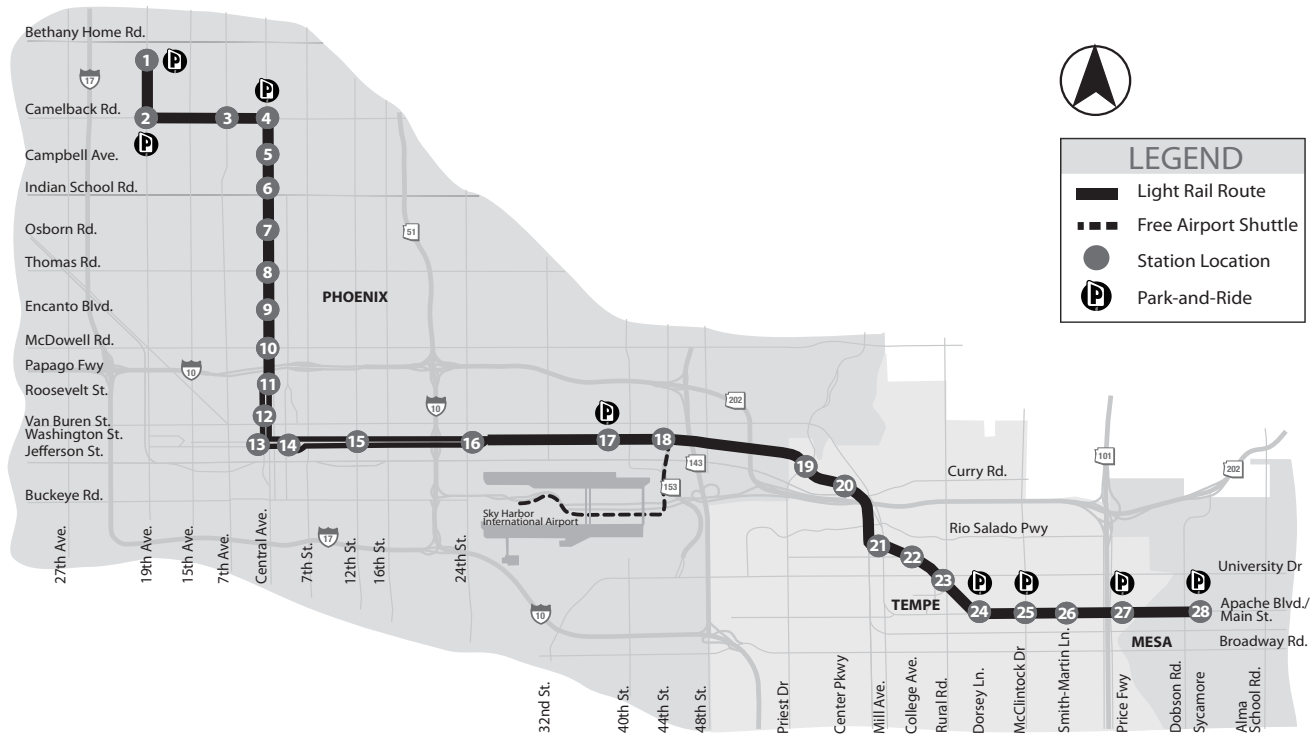 Bethany Home Rd.
Camelback Rd.
Campbell Ave.
Indian School Rd.
Osborn Rd.
Thomas Rd.
Encanto Blvd.
McDowell Rd.
Papago Fwy
Roosevelt St.
Van Buren St.
Washington St.
Jefferson St.
Buckeye Rd.
1
P
17
2
P
3
P
4
5
6
7
8
9
10
11
12
13
14
15
16
P
17
18
19
20
21
22
23
P
24
P
25
26
P
27
P
28
PHOENIX
51
10
10
202
143
153
17
10
101
202
Sky Harbor
International Airport
TEMPE
MESA
Curry Rd.
Rio Salado Pwy
University Dr
Apache Blvd./
Main St.
Broadway Rd.
27th Ave.
19th Ave.
15th Ave.
7th Ave.
Central Ave.
7th St.
12th St.
16th St.
24th St.
32nd St.
40th St.
44th St.
48th St.
Priest Dr
Center Pkwy
Mill Ave.
College Ave.
Rural Rd.
Dorsey Ln.
McClintock Dr
Smith-Martin Ln.
Price Fwy
Dobson Rd.
Sycamore
Alma
School Rd.
LEGEND
Light Rail Route
Free Airport Shuttle
Station Location
P Park-and-Ride